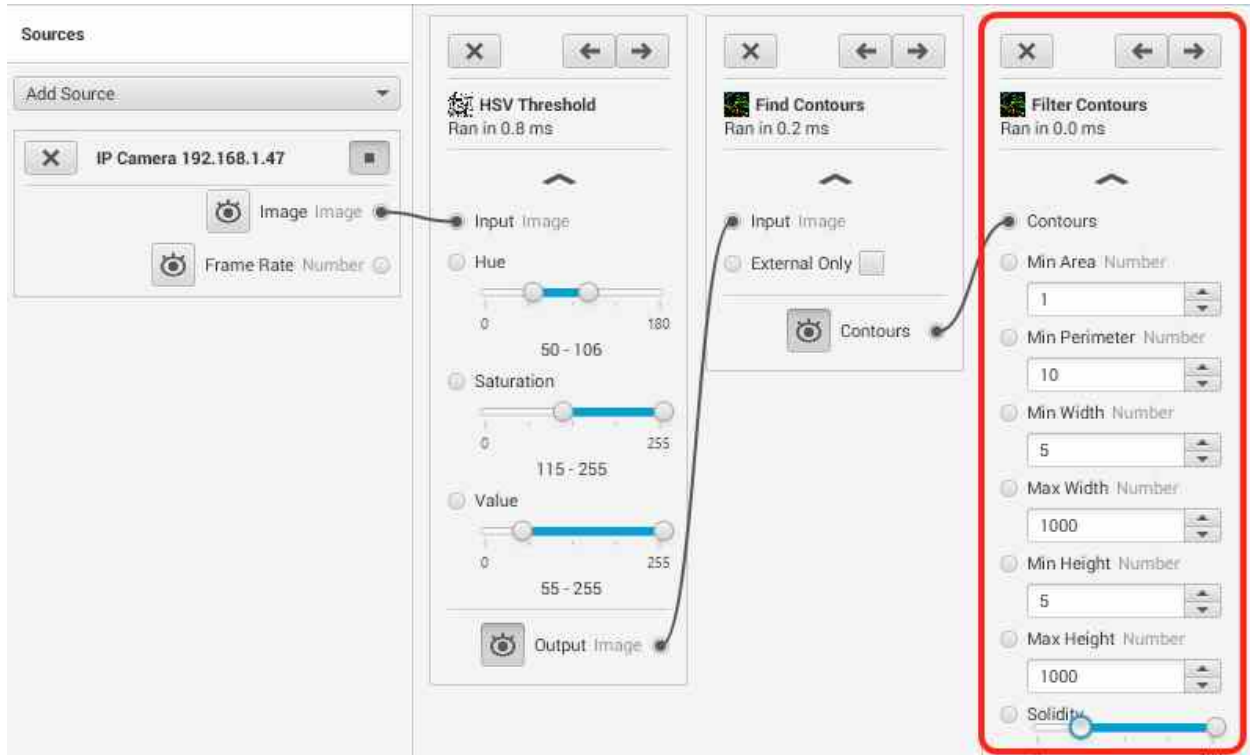 Sources
Add Source
IP Camera 192.168.1.47
Image Image
Frame Rate Number
HSV Threshold
Ran in 0.8 ms
Input Image
Hue
0 180
50 - 106
Saturation
0 255
115 - 255
Value
0 255
55 - 255
Output Image
Find Contours
Ran in 0.2 ms
Input Image
External Only
Contours
Filter Contours
Ran in 0.0 ms
Contours
Min Area Number
1
Min Perimeter Number
10
Min Width Number
5
Max Width Number
1000
Min Height Number
5
Max Height Number
1000
Solidity